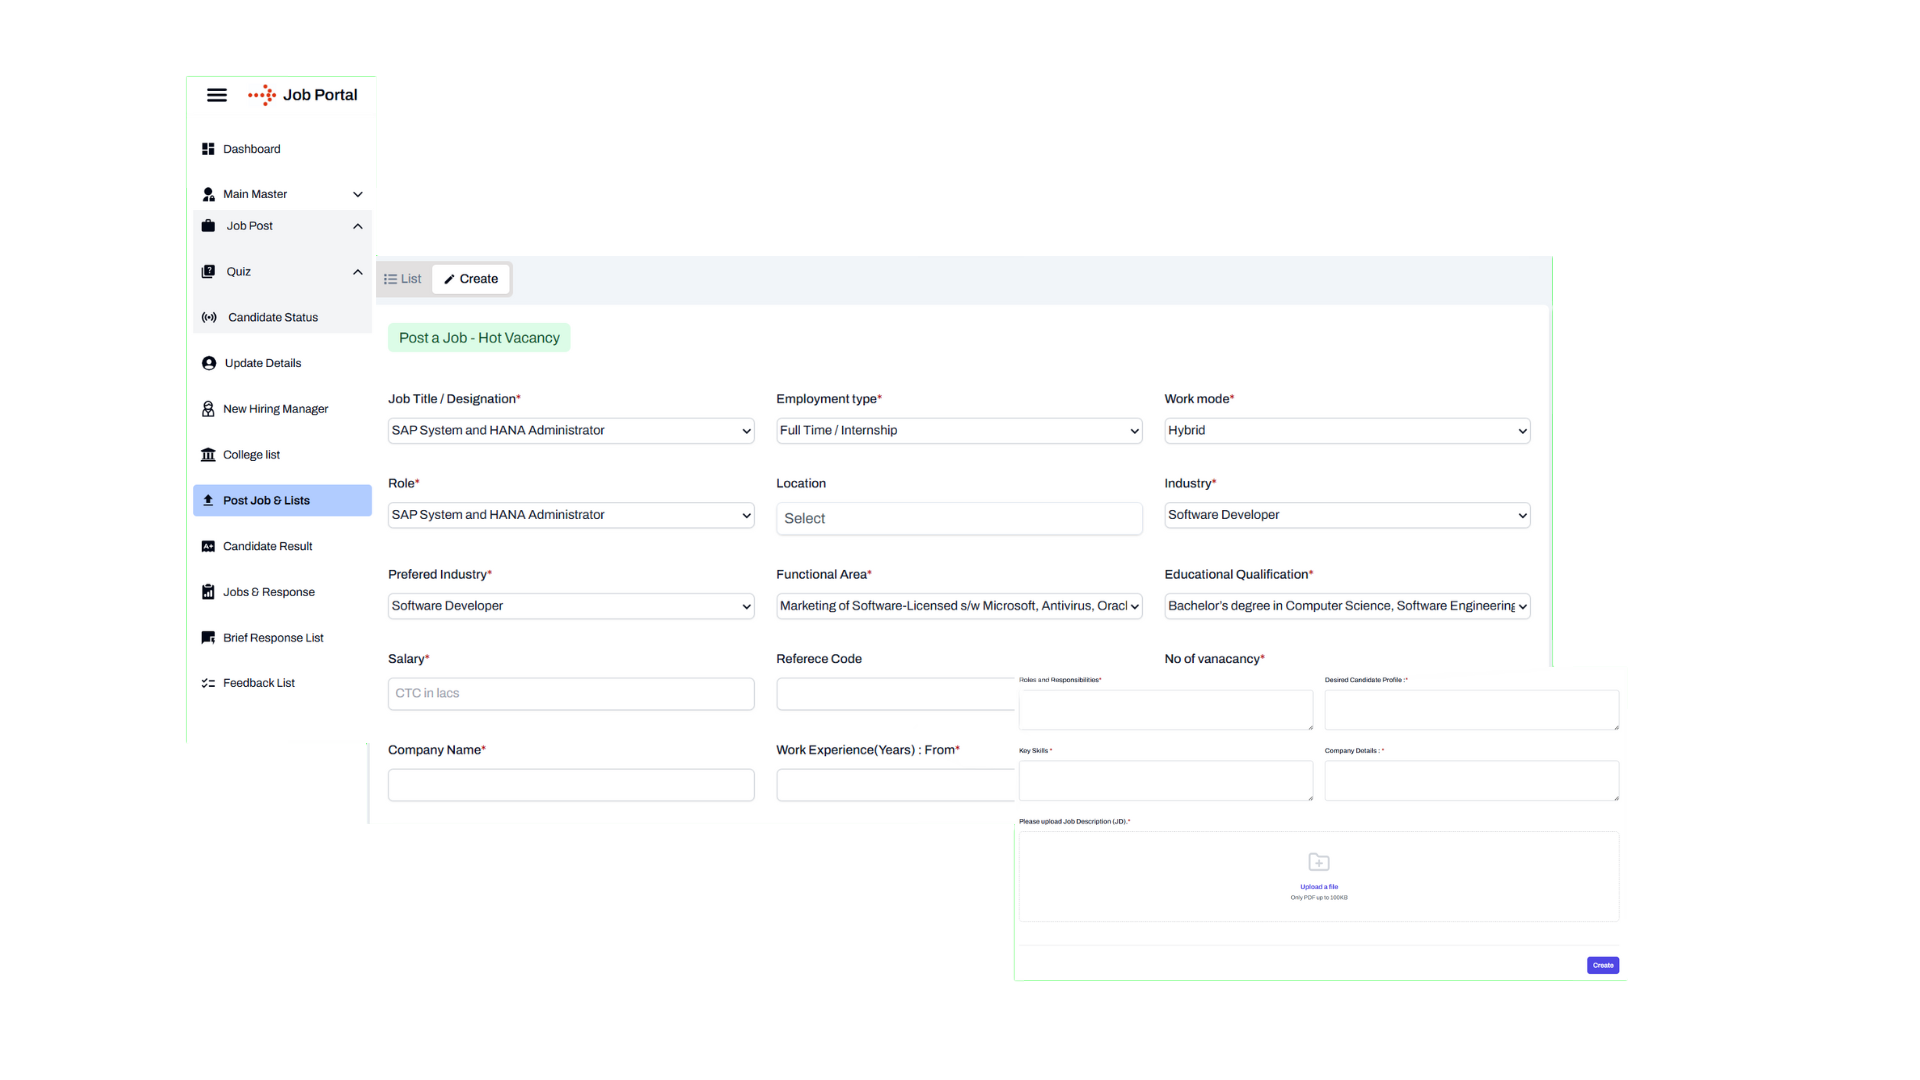 Job Portal
Dashboard
Main Master
Job Post
Quiz
Candidate Status
Update Details
New Hiring Manager
College list
Post Job & Lists
Candidate Result
Jobs & Response
Brief Response List
Feedback List
List Create
Post a Job - Hot Vacancy
Job Title / Designation* Employment type* Work mode*
SAP System and HANA Administrator Full Time / Internship Hybrid
Role* Location Industry*
SAP System and HANA Administrator Select Software Developer
Prefered Industry* Functional Area* Educational Qualification*
Software Developer Marketing of Software-Licensed s/w Microsoft, Antivirus, Oracl Bachelor's degree in Computer Science, Software Engineering
Salary* Referece Code No of vanacancy*
CTC in lacs
Company Name* Work Experience(Years) : From*
Roles and Responsibilities* Desired Candidate Profile :*
Key Skills * Company Details : *
Please upload Job Description (JD).*
Upload a file
Only PDF up to 100KB
Create